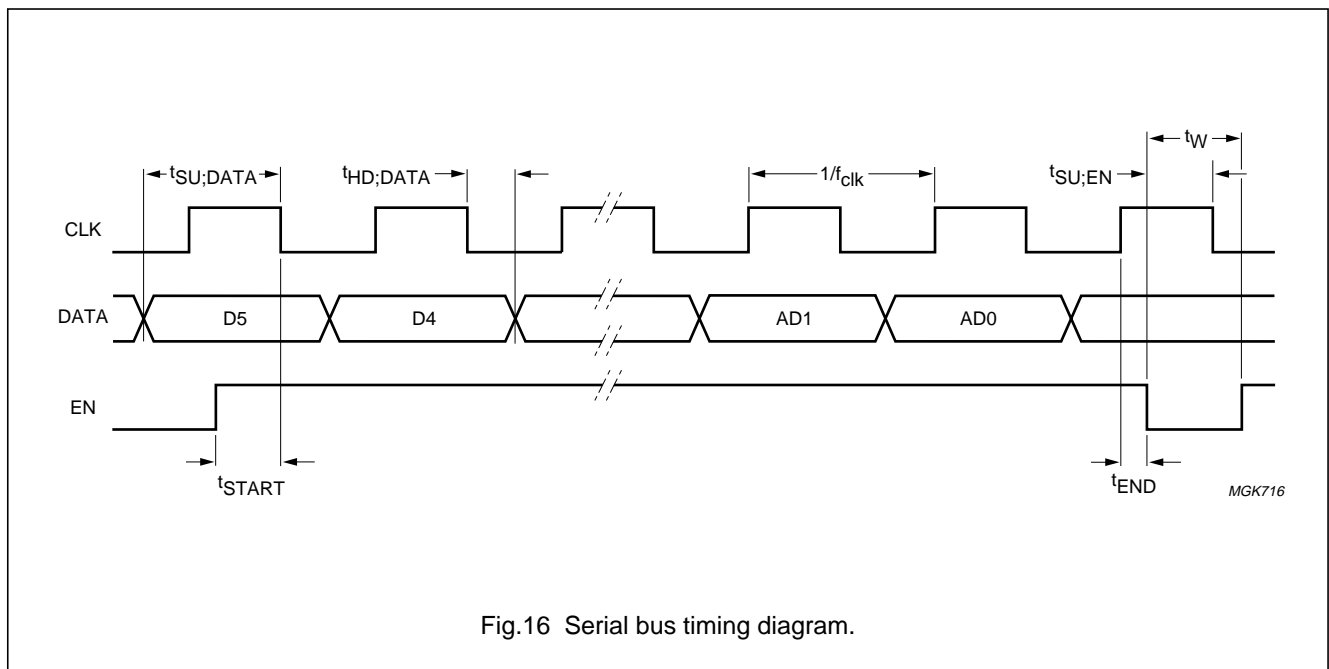 tW
tSU;DATA
tHD;DATA
1/fclk
tSU;EN
CLK
DATA
D5
D4
AD1
AD0
EN
tSTART
tEND
MGK716
Fig.16 Serial bus timing diagram.